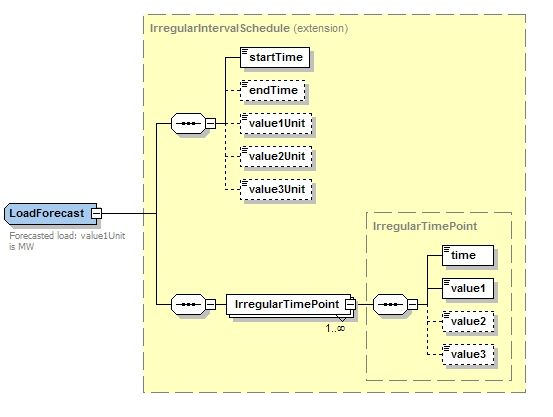 IrregularIntervalSchedule (extension)
startTime
endTime
value1Unit
value2Unit
value3Unit
LoadForecast
Forecasted load: value1Unit
is MW
IrregularTimePoint
1..∞
IrregularTimePoint
time
value1
value2
value3